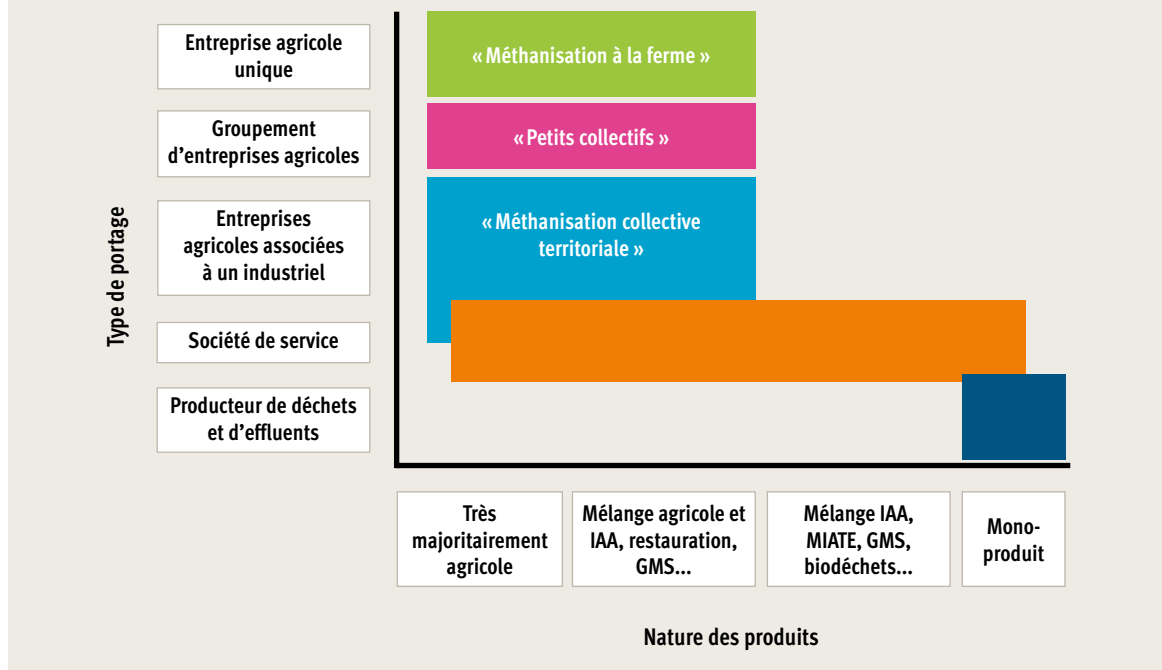 Entreprise agricole
unique
« Méthanisation à la ferme »
Groupement
d’entreprises agricoles
« Petits collectifs »
Type de portage
Entreprises
agricoles associées
à un industriel
« Méthanisation collective
territoriale »
Société de service
Producteur de déchets
et d’effluents
Très
majoritairement
agricole
Mélange agricole et
IAA, restauration,
GMS...
Mélange IAA,
MIATE, GMS,
biodéchets...
Mono-
produit
Nature des produits